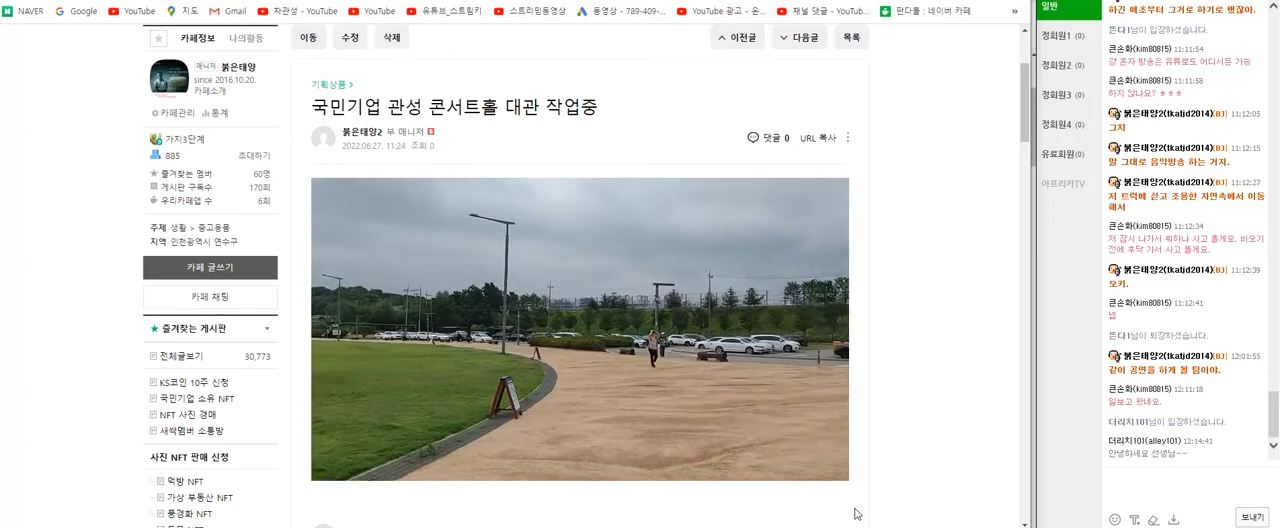 NAVER Google YouTube 지도 Gmail 자관성 - YouTube YouTube 유튜브_스트림키 스트리밍동영상 동영상 - 789-409-... YouTube 광고 - 온... 채널 댓글 - YouTub... 판다툴 : 네이버 카페 »
카페정보 나의활동
매니저 붉은태양
since 2016.10.20.
카페소개
카페관리 통계
가지3단계
885 초대하기
즐겨찾는 멤버 60명
게시판 구독수 170회
우리카페앱 수 6회
주제 생활 > 중고용품
지역 인천광역시 연수구
카페 글쓰기
카페 채팅
즐겨찾는 게시판
전체글보기 30,773
KS코인 10주 신청
국민기업 소유 NFT
NFT 사진 경매
새싹멤버 소통방
사진 NFT 판매 신청
먹방 NFT
가상 부동산 NFT
풍경화 NFT
이동 수정 삭제 이전글 다음글 목록
기획상품 >
국민기업 관성 콘서트홀 대관 작업중
붉은태양2 부 매니저
2022.06.27. 11:24 조회 0
댓글 0 URL 복사
일반
정회원1 (0)
정회원2 (0)
정회원3 (0)
정회원4 (0)
유료회원(0)
아프리카TV
하긴 애초부터 그거로 하기로 했잖아.
뜬다1님이 입장하셨습니다.
큰손화(kim80815) 11:11:54
걍 혼자 방송은 유튜로도 어디서든 가능
큰손화(kim80815) 11:11:58
하지 않나요? ㅎㅎㅎ
붉은태양2(tkatjd2014)[BJ] 11:12:05
그치
붉은태양2(tkatjd2014)[BJ] 11:12:15
말 그대로 음악방송 하는 거지.
붉은태양2(tkatjd2014)[BJ] 11:12:27
저 트럭에 싣고 조용한 자연속에서 이동
해서
큰손화(kim80815) 11:12:34
저 잠시 나가서 뭐하나 사고 올게요. 비오기
전에 후닥 가서 사고 올게요.
붉은태양2(tkatjd2014)[BJ] 11:12:39
오키.
큰손화(kim80815) 11:12:41
넵
뜬다1님이 퇴장하셨습니다.
붉은태양2(tkatjd2014)[BJ] 12:01:55
같이 공연을 하게 될 팀이야.
큰손화(kim80815) 12:11:18
일보고 왔네요.
더리치101님이 입장하셨습니다.
더리치101(alley101) 12:14:41
안녕하세요 선생님~~
보내기